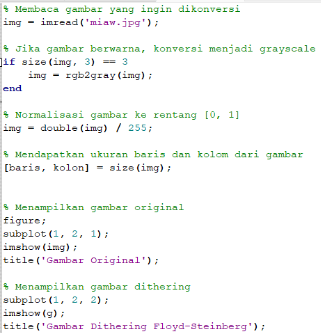 % Membaca gambar yang ingin dikonversi
img = imread('miaw.jpg');
% Jika gambar berwarna, konversi menjadi grayscale
if size(img, 3) == 3
img = rgb2gray(img);
end
% Normalisasi gambar ke rentang [0, 1]
img = double(img) / 255;
% Mendapatkan ukuran baris dan kolom dari gambar
[baris, kolon] = size(img);
% Menampilkan gambar original
figure;
subplot(1, 2, 1);
imshow(img);
title('Gambar Original');
% Menampilkan gambar dithering
subplot(1, 2, 2);
imshow(g);
title('Gambar Dithering Floyd-Steinberg');